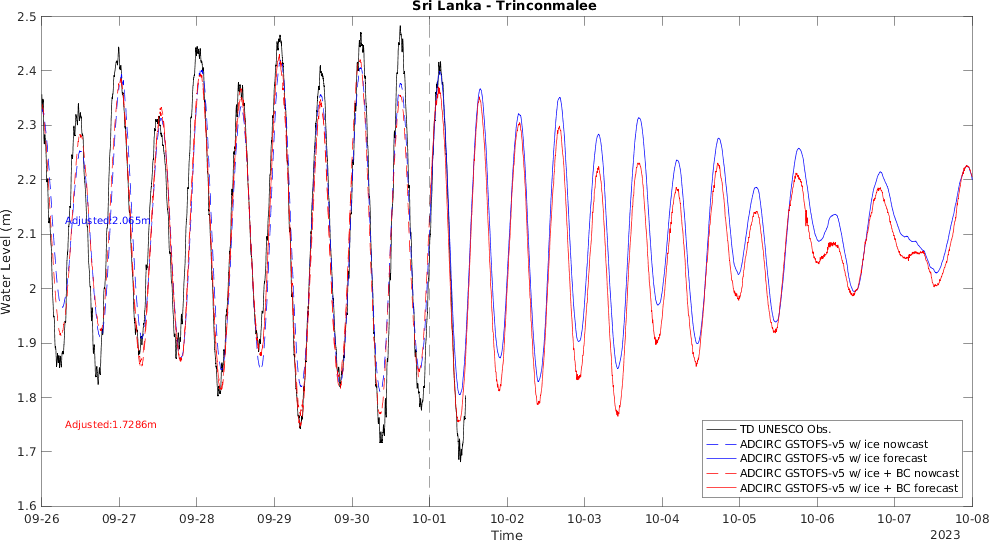 Sri Lanka - Trinconmalee
2.5
2.4
2.3
2.2
2.1
2
1.9
1.8
1.7
1.6
Water Level (m)
Adjusted:2.065m
Adjusted:1.7286m
TD UNESCO Obs.
ADCIRC GSTOFS-v5 w/ ice nowcast
ADCIRC GSTOFS-v5 w/ ice forecast
ADCIRC GSTOFS-v5 w/ ice + BC nowcast
ADCIRC GSTOFS-v5 w/ ice + BC forecast
09-26 09-27 09-28 09-29 09-30 10-01 10-02 10-03 10-04 10-05 10-06 10-07 10-08
Time
2023